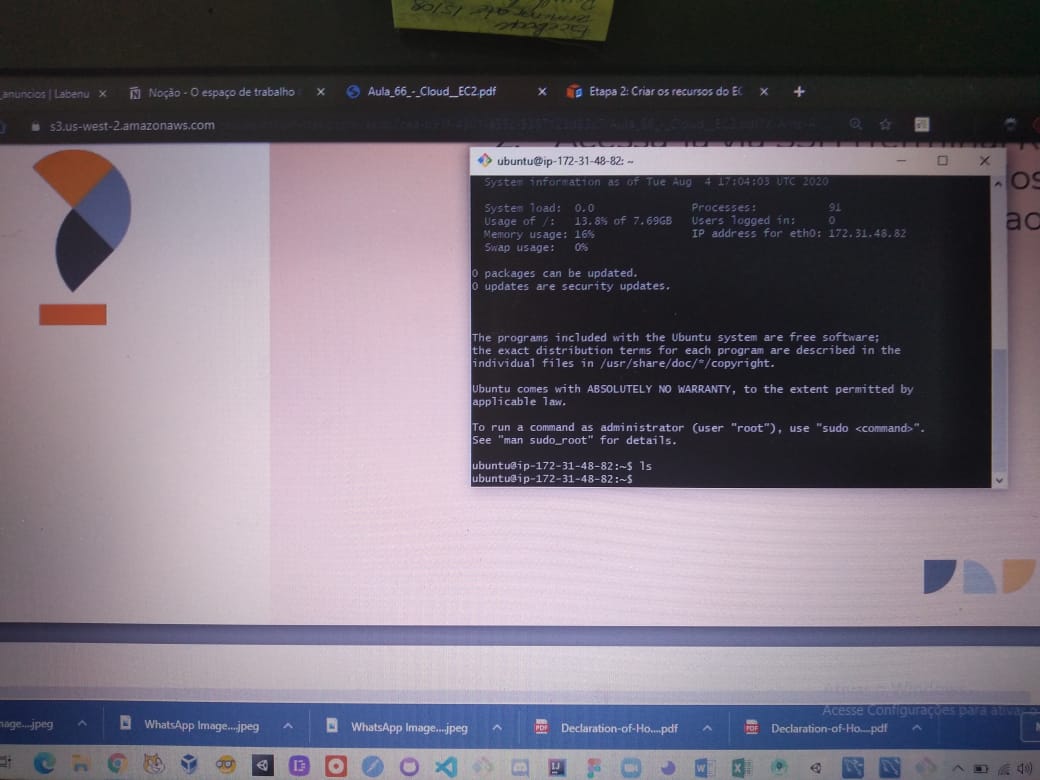 _anuncios | Labenu
Noção - O espaço de trabalho
Aula_66_-_Cloud__EC2.pdf
Etapa 2: Criar os recursos do EC
s3.us-west-2.amazonaws.com
ubuntu@ip-172-31-48-82: ~
System information as of Tue Aug 4 17:04:03 UTC 2020
System load: 0.0 Processes: 91
Usage of /: 13.8% of 7.69GB Users logged in: 0
Memory usage: 16% IP address for eth0: 172.31.48.82
Swap usage: 0%
0 packages can be updated.
0 updates are security updates.
The programs included with the Ubuntu system are free software;
the exact distribution terms for each program are described in the
individual files in /usr/share/doc/*/copyright.
Ubuntu comes with ABSOLUTELY NO WARRANTY, to the extent permitted by
applicable law.
To run a command as administrator (user "root"), use "sudo <command>".
See "man sudo_root" for details.
ubuntu@ip-172-31-48-82:~$ ls
ubuntu@ip-172-31-48-82:~$
os
ao
Acesse Configurações para ativar o
nage....jpeg
WhatsApp Image....jpeg
WhatsApp Image....jpeg
Declaration-of-Ho....pdf
Declaration-of-Ho....pdf